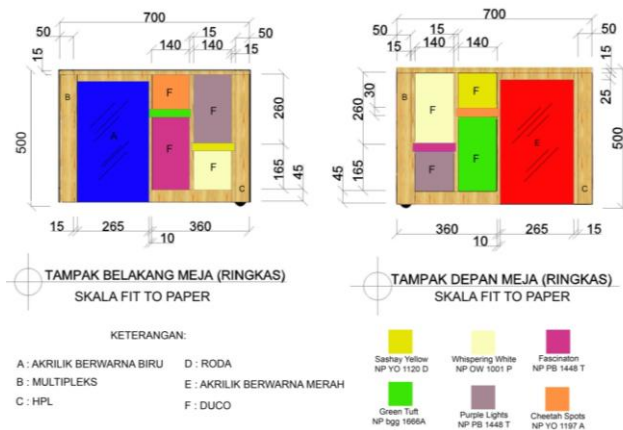 700
50
15
50
140
140
15
15
B
F
F
260
500
A
F
F
165
45
C
15
265
360
10
TAMPAK BELAKANG MEJA (RINGKAS)
SKALA FIT TO PAPER
700
50
15
50
140
140
15
15
25
B
F
F
260
30
500
F
F
E
165
45
C
360
265
15
10
TAMPAK DEPAN MEJA (RINGKAS)
SKALA FIT TO PAPER
KETERANGAN:
A : AKRILIK BERWARNA BIRU
B : MULTIPLEKS
C : HPL
D : RODA
E : AKRILIK BERWARNA MERAH
F : DUCO
Sashay Yellow
NP YO 1120 D
Whispering White
NP OW 1001 P
Fascinaton
NP PB 1448 T
Green Tuft
NP bgg 1666A
Purple Lights
NP PB 1448 T
Cheetah Spots
NP YO 1197 A